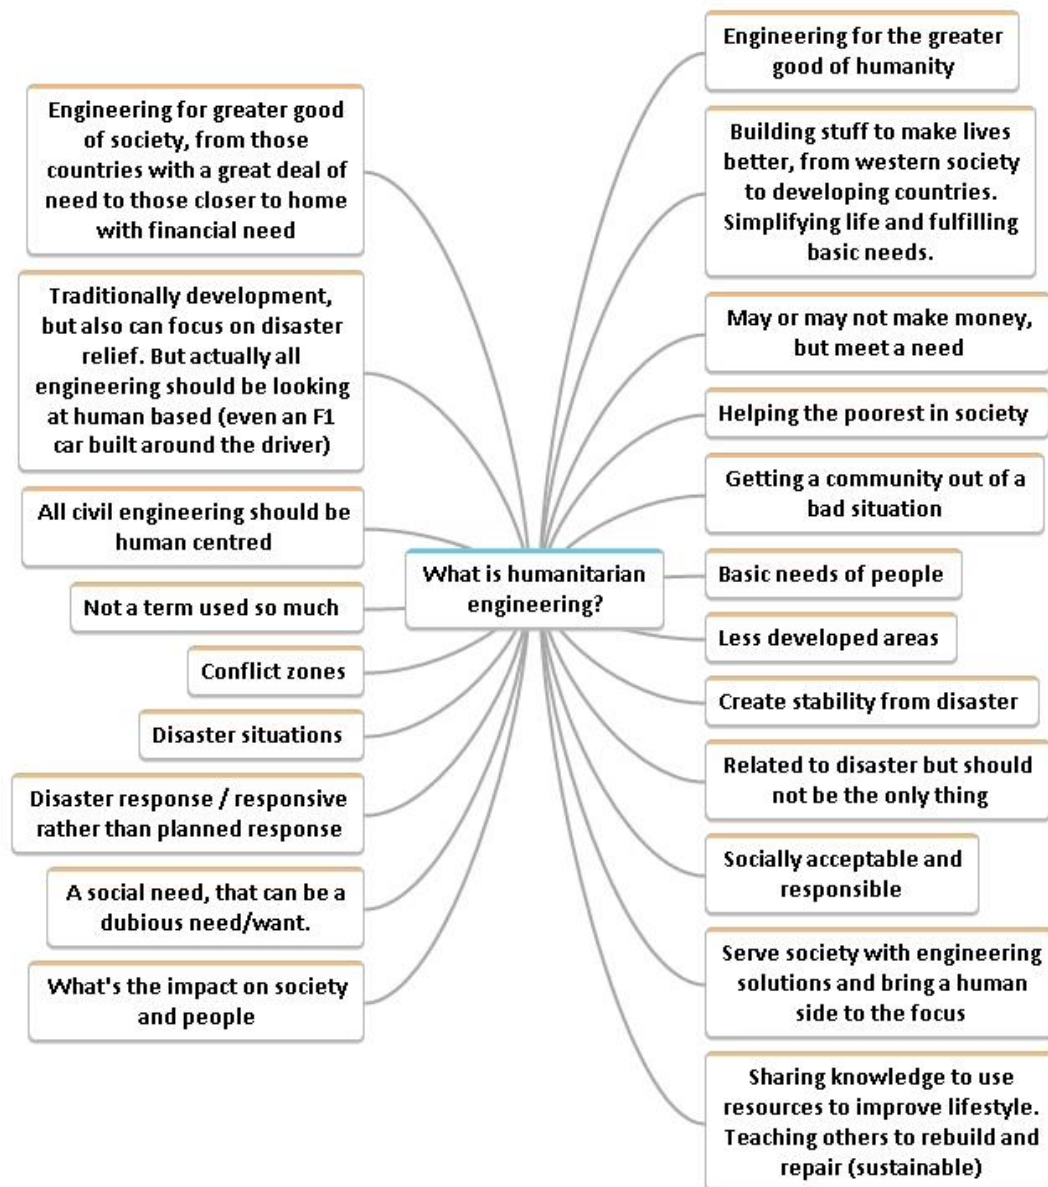 What is humanitarian
engineering?
Engineering for greater good
of society, from those
countries with a great deal of
need to those closer to home
with financial need
Traditionally development,
but also can focus on disaster
relief. But actually all
engineering should be looking
at human based (even an F1
car built around the driver)
All civil engineering should be
human centred
Not a term used so much
Conflict zones
Disaster situations
Disaster response / responsive
rather than planned response
A social need, that can be a
dubious need/want.
What's the impact on society
and people
Engineering for the greater
good of humanity
Building stuff to make lives
better, from western society
to developing countries.
Simplifying life and fulfilling
basic needs.
May or may not make money,
but meet a need
Helping the poorest in society
Getting a community out of a
bad situation
Basic needs of people
Less developed areas
Create stability from disaster
Related to disaster but should
not be the only thing
Socially acceptable and
responsible
Serve society with engineering
solutions and bring a human
side to the focus
Sharing knowledge to use
resources to improve lifestyle.
Teaching others to rebuild and
repair (sustainable)